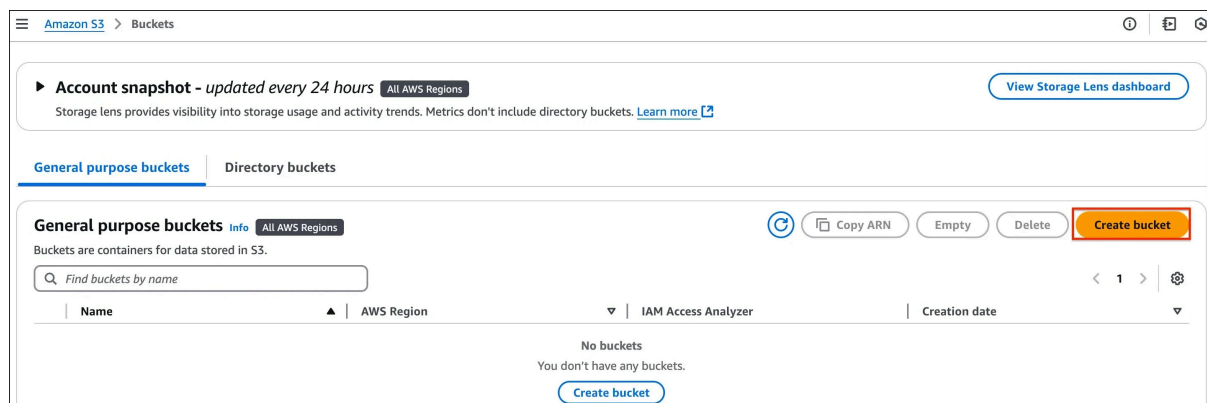 Amazon S3 > Buckets
Account snapshot - updated every 24 hours All AWS Regions
View Storage Lens dashboard
Storage lens provides visibility into storage usage and activity trends. Metrics don't include directory buckets. Learn more
General purpose buckets Directory buckets
General purpose buckets Info All AWS Regions
Copy ARN Empty Delete Create bucket
Buckets are containers for data stored in S3.
Find buckets by name
< 1 >
Name AWS Region IAM Access Analyzer Creation date
No buckets
You don't have any buckets.
Create bucket